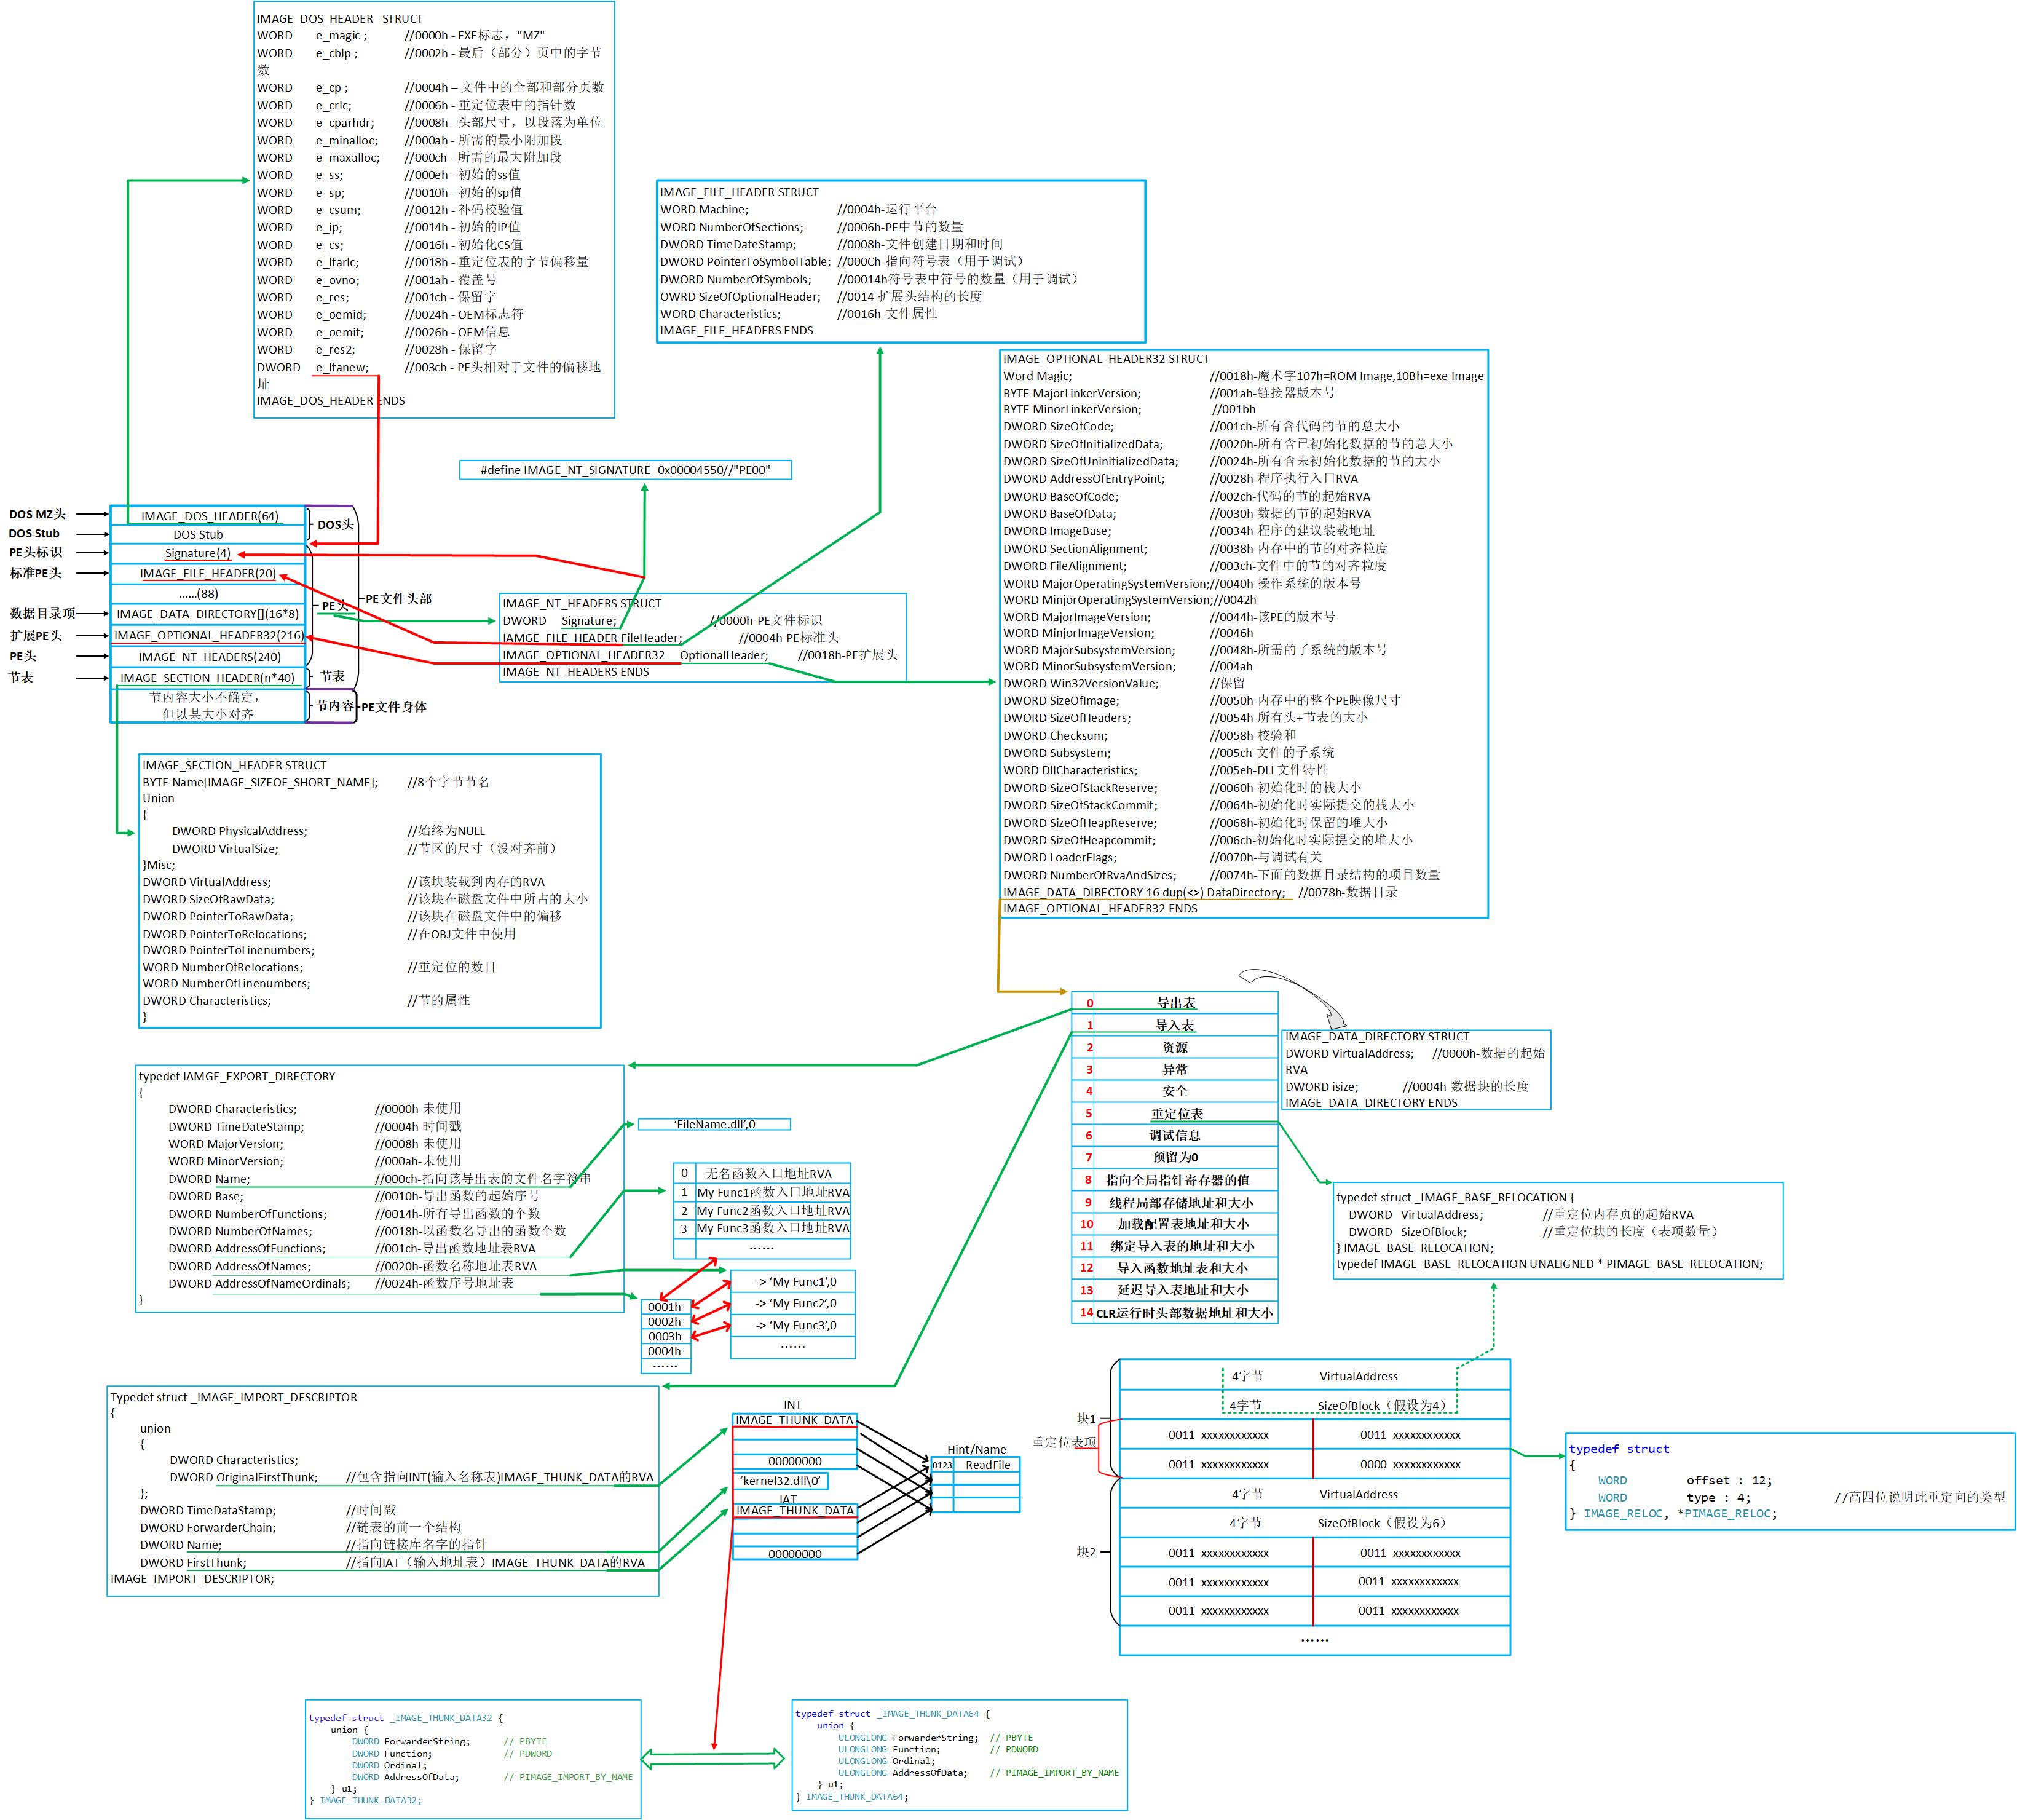 IMAGE_DOS_HEADER   STRUCT
WORD e_magic ; //0000h - EXE标志，"MZ"
WORD e_cblp ; //0002h - 最后（部分）页中的字节
数
WORD e_cp ; //0004h – 文件中的全部和部分页数
WORD e_crlc; //0006h - 重定位表中的指针数
WORD e_cparhdr; //0008h - 头部尺寸，以段落为单位
WORD e_minalloc; //000ah - 所需的最小附加段
WORD e_maxalloc; //000ch - 所需的最大附加段
WORD e_ss; //000eh - 初始的ss值
WORD e_sp; //0010h - 初始的sp值
WORD e_csum; //0012h - 补码校验值
WORD e_ip; //0014h - 初始的IP值
WORD e_cs; //0016h - 初始化CS值
WORD e_lfarlc; //0018h - 重定位表的字节偏移量
WORD e_ovno; //001ah - 覆盖号
WORD e_res; //001ch - 保留字
WORD e_oemid; //0024h - OEM标志符
WORD e_oemif; //0026h - OEM信息
WORD e_res2; //0028h - 保留字
DWORD e_lfanew; //003ch - PE头相对于文件的偏移地
址
IMAGE_DOS_HEADER ENDS
IMAGE_FILE_HEADER STRUCT
WORD Machine; //0004h-运行平台
WORD NumberOfSections; //0006h-PE中节的数量
DWORD TimeDateStamp; //0008h-文件创建日期和时间
DWORD PointerToSymbolTable; //000Ch-指向符号表（用于调试）
DWORD NumberOfSymbols; //00014h符号表中符号的数量（用于调试）
OWRD SizeOfOptionalHeader; //0014-扩展头结构的长度
WORD Characteristics; //0016h-文件属性
IMAGE_FILE_HEADERS ENDS
IMAGE_OPTIONAL_HEADER32 STRUCT
Word Magic; //0018h-魔术字107h=ROM Image,10Bh=exe Image
BYTE MajorLinkerVersion; //001ah-链接器版本号
BYTE MinorLinkerVersion; //001bh
DWORD SizeOfCode; //001ch-所有含代码的节的总大小
DWORD SizeOfInitializedData; //0020h-所有含已初始化数据的节的总大小
DWORD SizeOfUninitializedData; //0024h-所有含未初始化数据的节的大小
DWORD AddressOfEntryPoint; //0028h-程序执行入口RVA
DWORD BaseOfCode; //002ch-代码的节的起始RVA
DWORD BaseOfData; //0030h-数据的节的起始RVA
DWORD ImageBase; //0034h-程序的建议装载地址
DWORD SectionAlignment; //0038h-内存中的节的对齐粒度
DWORD FileAlignment; //003ch-文件中的节的对齐粒度
WORD MajorOperatingSystemVersion;//0040h-操作系统的版本号
WORD MinjorOperatingSystemVersion;//0042h
WORD MajorImageVersion; //0044h-该PE的版本号
WORD MinjorImageVersion; //0046h
WORD MajorSubsystemVersion; //0048h-所需的子系统的版本号
WORD MinorSubsystemVersion; //004ah
DWORD Win32VersionValue; //保留
DWORD SizeOfImage; //0050h-内存中的整个PE映像尺寸
DWORD SizeOfHeaders; //0054h-所有头+节表的大小
DWORD Checksum; //0058h-校验和
DWORD Subsystem; //005ch-文件的子系统
WORD DllCharacteristics; //005eh-DLL文件特性
DWORD SizeOfStackReserve; //0060h-初始化时的栈大小
DWORD SizeOfStackCommit; //0064h-初始化时实际提交的栈大小
DWORD SizeOfHeapReserve; //0068h-初始化时保留的堆大小
DWORD SizeOfHeapcommit; //006ch-初始化时实际提交的堆大小
DWORD LoaderFlags; //0070h-与调试有关
DWORD NumberOfRvaAndSizes; //0074h-下面的数据目录结构的项目数量
IMAGE_DATA_DIRECTORY 16 dup(<>) DataDirectory; //0078h-数据目录
IMAGE_OPTIONAL_HEADER32 ENDS
#define IMAGE_NT_SIGNATURE  0x00004550//"PE00"
DOS MZ头
DOS Stub
PE头标识
标准PE头
数据目录项
扩展PE头
PE头
节表
IMAGE_DOS_HEADER(64)
DOS Stub
Signature(4)
IMAGE_FILE_HEADER(20)
……(88)
IMAGE_DATA_DIRECTORY[](16*8)
IMAGE_OPTIONAL_HEADER32(216)
IMAGE_NT_HEADERS(240)
IMAGE_SECTION_HEADER(n*40)
节内容大小不确定，
但以某大小对齐
DOS头
PE头
节表
节内容
PE文件头部
PE文件身体
IMAGE_NT_HEADERS STRUCT
DWORD Signature; //0000h-PE文件标识
IAMGE_FILE_HEADER FileHeader; //0004h-PE标准头
IMAGE_OPTIONAL_HEADER32 OptionalHeader; //0018h-PE扩展头
IMAGE_NT_HEADERS ENDS
IMAGE_SECTION_HEADER STRUCT
BYTE Name[IMAGE_SIZEOF_SHORT_NAME]; //8个字节节名
Union
{
DWORD PhysicalAddress; //始终为NULL
DWORD VirtualSize; //节区的尺寸（没对齐前）
}Misc;
DWORD VirtualAddress; //该块装载到内存的RVA
DWORD SizeOfRawData; //该块在磁盘文件中所占的大小
DWORD PointerToRawData; //该块在磁盘文件中的偏移
DWORD PointerToRelocations; //在OBJ文件中使用
DWORD PointerToLinenumbers;
WORD NumberOfRelocations; //重定位的数目
WORD NumberOfLinenumbers;
DWORD Characteristics; //节的属性
}
0 导出表
1 导入表
2 资源
3 异常
4 安全
5 重定位表
6 调试信息
7 预留为0
8 指向全局指针寄存器的值
9 线程局部存储地址和大小
10 加载配置表地址和大小
11 绑定导入表的地址和大小
12 导入函数地址表和大小
13 延迟导入表地址和大小
14 CLR运行时头部数据地址和大小
IMAGE_DATA_DIRECTORY STRUCT
DWORD VirtualAddress; //0000h-数据的起始
RVA
DWORD isize; //0004h-数据块的长度
IMAGE_DATA_DIRECTORY ENDS
typedef IAMGE_EXPORT_DIRECTORY
{
DWORD Characteristics; //0000h-未使用
DWORD TimeDateStamp; //0004h-时间戳
WORD MajorVersion; //0008h-未使用
WORD MinorVersion; //000ah-未使用
DWORD Name; //000ch-指向该导出表的文件名字符串
DWORD Base; //0010h-导出函数的起始序号
DWORD NumberOfFunctions; //0014h-所有导出函数的个数
DWORD NumberOfNames; //0018h-以函数名导出的函数个数
DWORD AddressOfFunctions; //001ch-导出函数地址表RVA
DWORD AddressOfNames; //0020h-函数名称地址表RVA
DWORD AddressOfNameOrdinals; //0024h-函数序号地址表
}
‘FileName.dll’,0
0 无名函数入口地址RVA
1 My Func1函数入口地址RVA
2 My Func2函数入口地址RVA
3 My Func3函数入口地址RVA
……
-> ‘My Func1’,0
-> ‘My Func2’,0
-> ‘My Func3’,0
……
0001h
0002h
0003h
0004h
……
typedef struct _IMAGE_BASE_RELOCATION {
DWORD VirtualAddress; //重定位内存页的起始RVA
DWORD SizeOfBlock; //重定位块的长度（表项数量）
} IMAGE_BASE_RELOCATION;
typedef IMAGE_BASE_RELOCATION UNALIGNED * PIMAGE_BASE_RELOCATION;
Typedef struct _IMAGE_IMPORT_DESCRIPTOR
{
union
{
DWORD Characteristics;
DWORD OriginalFirstThunk; //包含指向INT(输入名称表)IMAGE_THUNK_DATA的RVA
};
DWORD TimeDataStamp; //时间戳
DWORD ForwarderChain; //链表的前一个结构
DWORD Name; //指向链接库名字的指针
DWORD FirstThunk; //指向IAT（输入地址表）IMAGE_THUNK_DATA的RVA
IMAGE_IMPORT_DESCRIPTOR;
INT
IMAGE_THUNK_DATA
00000000
‘kernel32.dll\0’
IAT
IMAGE_THUNK_DATA
00000000
Hint/Name
0123 ReadFile
块1
重定位表项
块2
4字节 VirtualAddress
4字节 SizeOfBlock（假设为4）
0011 xxxxxxxxxxxx 0011 xxxxxxxxxxxx
0011 xxxxxxxxxxxx 0000 xxxxxxxxxxxx
4字节 VirtualAddress
4字节 SizeOfBlock（假设为6）
0011 xxxxxxxxxxxx 0011 xxxxxxxxxxxx
0011 xxxxxxxxxxxx 0011 xxxxxxxxxxxx
0011 xxxxxxxxxxxx 0011 xxxxxxxxxxxx
……
typedef struct
{
WORD offset : 12;
WORD type : 4; //高四位说明此重定向的类型
} IMAGE_RELOC, *PIMAGE_RELOC;
typedef struct _IMAGE_THUNK_DATA32 {
union {
DWORD ForwarderString; // PBYTE
DWORD Function; // PDWORD
DWORD Ordinal;
DWORD AddressOfData; // PIMAGE_IMPORT_BY_NAME
} u1;
} IMAGE_THUNK_DATA32;
typedef struct _IMAGE_THUNK_DATA64 {
union {
ULONGLONG ForwarderString; // PBYTE
ULONGLONG Function; // PDWORD
ULONGLONG Ordinal;
ULONGLONG AddressOfData; // PIMAGE_IMPORT_BY_NAME
} u1;
} IMAGE_THUNK_DATA64;